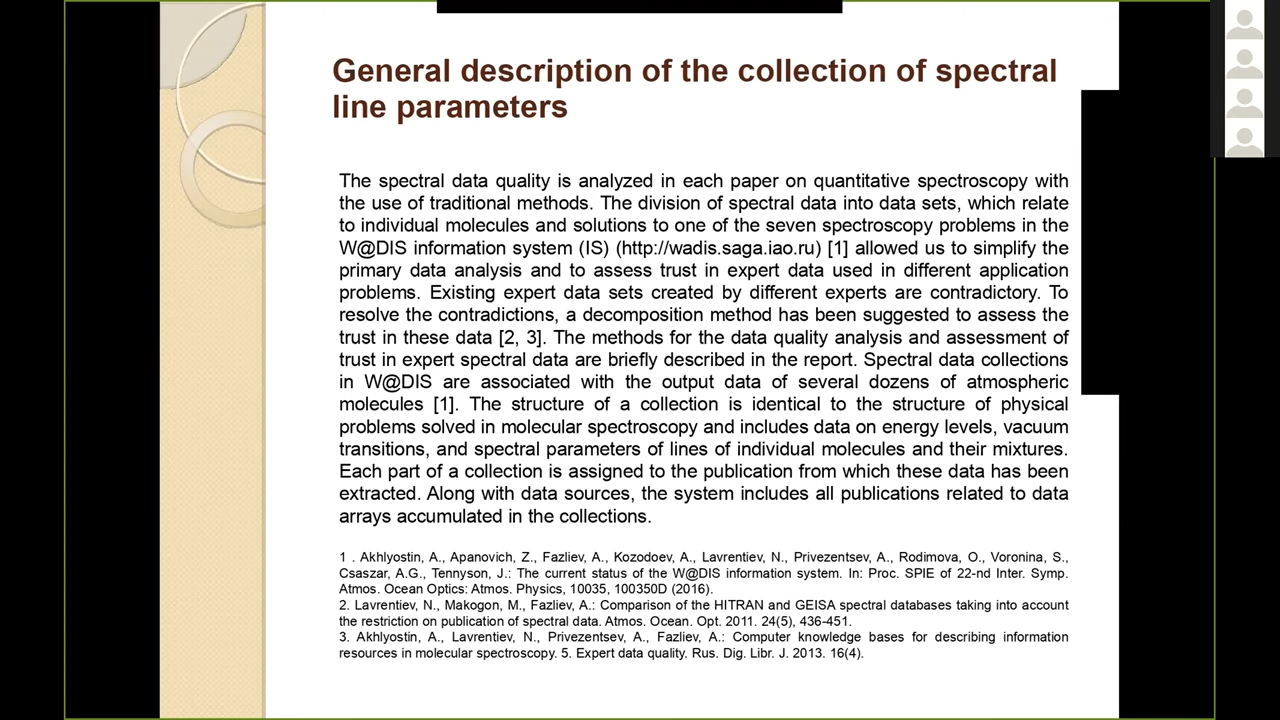 General description of the collection of spectral
line parameters
The spectral data quality is analyzed in each paper on quantitative spectroscopy with
the use of traditional methods. The division of spectral data into data sets, which relate
to individual molecules and solutions to one of the seven spectroscopy problems in the
W@DIS information system (IS) (http://wadis.saga.iao.ru) [1] allowed us to simplify the
primary data analysis and to assess trust in expert data used in different application
problems. Existing expert data sets created by different experts are contradictory. To
resolve the contradictions, a decomposition method has been suggested to assess the
trust in these data [2, 3]. The methods for the data quality analysis and assessment of
trust in expert spectral data are briefly described in the report. Spectral data collections
in W@DIS are associated with the output data of several dozens of atmospheric
molecules [1]. The structure of a collection is identical to the structure of physical
problems solved in molecular spectroscopy and includes data on energy levels, vacuum
transitions, and spectral parameters of lines of individual molecules and their mixtures.
Each part of a collection is assigned to the publication from which these data has been
extracted. Along with data sources, the system includes all publications related to data
arrays accumulated in the collections.
1 . Akhlyostin, A., Apanovich, Z., Fazliev, A., Kozodoev, A., Lavrentiev, N., Privezentsev, A., Rodimova, O., Voronina, S.,
Csaszar, A.G., Tennyson, J.: The current status of the W@DIS information system. In: Proc. SPIE of 22-nd Inter. Symp.
Atmos. Ocean Optics: Atmos. Physics, 10035, 100350D (2016).
2. Lavrentiev, N., Makogon, M., Fazliev, A.: Comparison of the HITRAN and GEISA spectral databases taking into account
the restriction on publication of spectral data. Atmos. Ocean. Opt. 2011. 24(5), 436-451.
3. Akhlyostin, A., Lavrentiev, N., Privezentsev, A., Fazliev, A.: Computer knowledge bases for describing information
resources in molecular spectroscopy. 5. Expert data quality. Rus. Dig. Libr. J. 2013. 16(4).